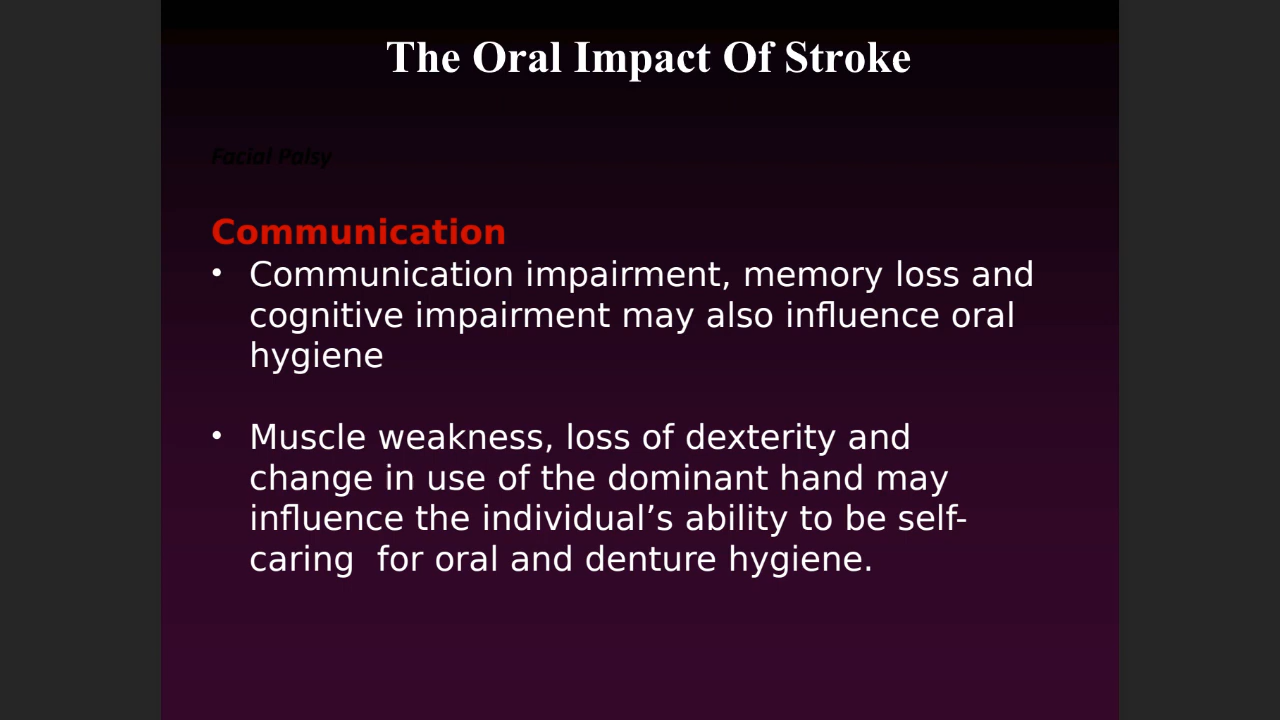 The Oral Impact Of Stroke
Facial Palsy
Communication
• Communication impairment, memory loss and
cognitive impairment may also influence oral
hygiene
• Muscle weakness, loss of dexterity and
change in use of the dominant hand may
influence the individual’s ability to be self-
caring  for oral and denture hygiene.